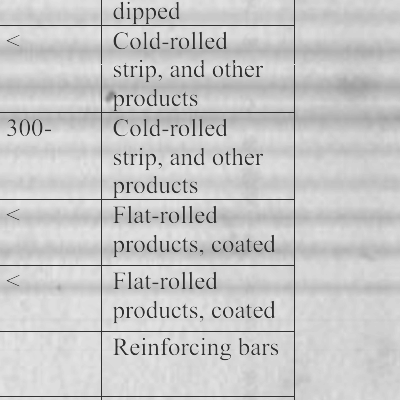 dipped
< Cold-rolled
strip, and other
products
300- Cold-rolled
strip, and other
products
< Flat-rolled
products, coated
< Flat-rolled
products, coated
Reinforcing bars